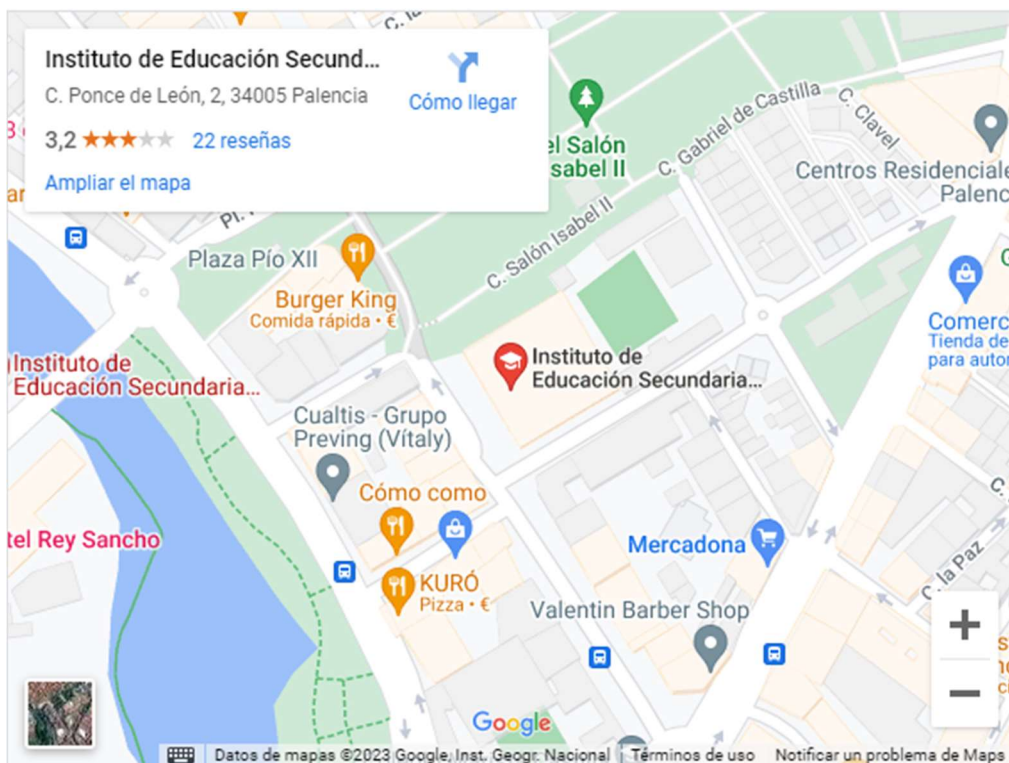 Instituto de Educación Secund...
C. Ponce de León, 2, 34005 Palencia
3,2
22 reseñas
Ampliar el mapa
Cómo llegar
el Salón
Isabel II
C. Gabriel de Castilla
C. Clavel
Centros Residenciale
Palenc
C. Salón Isabel II
Plaza Pío XII
Burger King
Comida rápida • €
Comerc
Tienda de
para autor
Instituto de
Educación Secundaria...
Instituto de
Educación Secundaria...
Cualtis - Grupo
Preving (Vítaly)
Cómo como
tel Rey Sancho
Mercadona
C. la Paz
KURÓ
Pizza • €
Valentin Barber Shop
+
−
Google
Datos de mapas ©2023 Google, Inst. Geogr. Nacional
Términos de uso
Notificar un problema de Maps